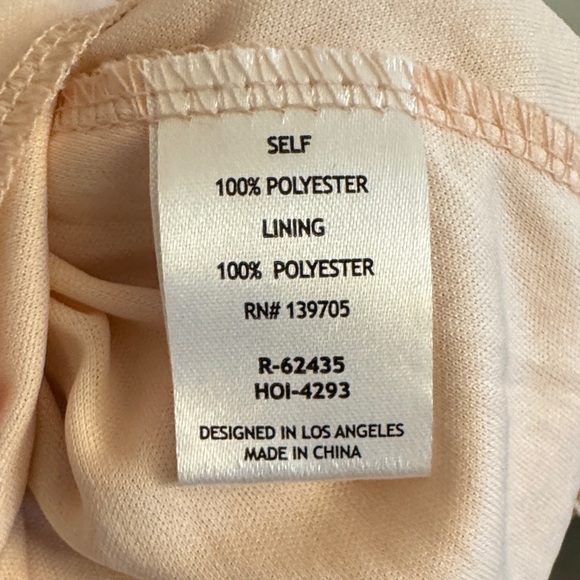 SELF
100% POLYESTER
LINING
100% POLYESTER
RN# 139705
R-62435
HOI-4293
DESIGNED IN LOS ANGELES
MADE IN CHINA